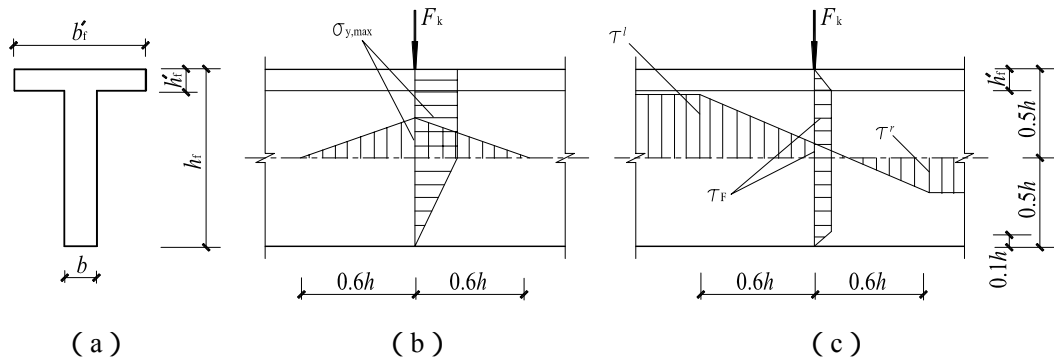 b′f
h′f
hf
b
(a)
Fk
σy,max
0.6h
0.6h
(b)
Fk
τl
τr
τF
h′f
0.5h
0.5h
0.1h
0.6h
0.6h
(c)